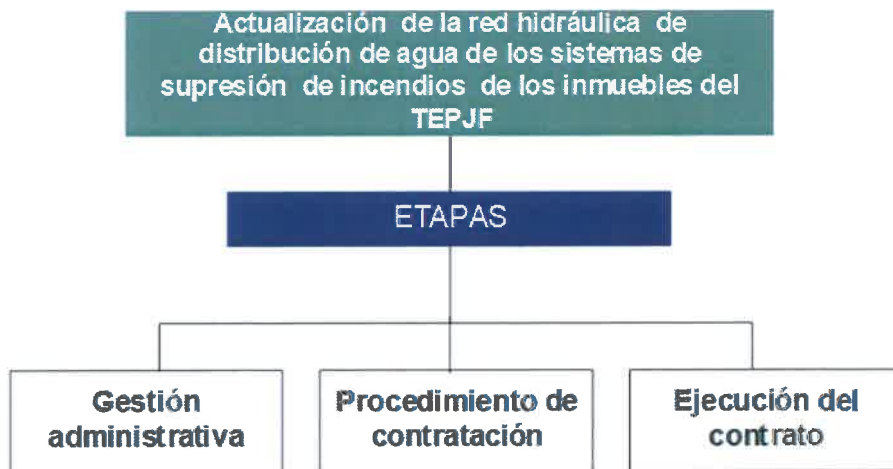 Actualización de la red hidráulica de
distribución de agua de los sistemas de
supresión de incendios de los inmuebles del
TEPJF
ETAPAS
Gestión
administrativa
Procedimiento de
contratación
Ejecución del
contrato